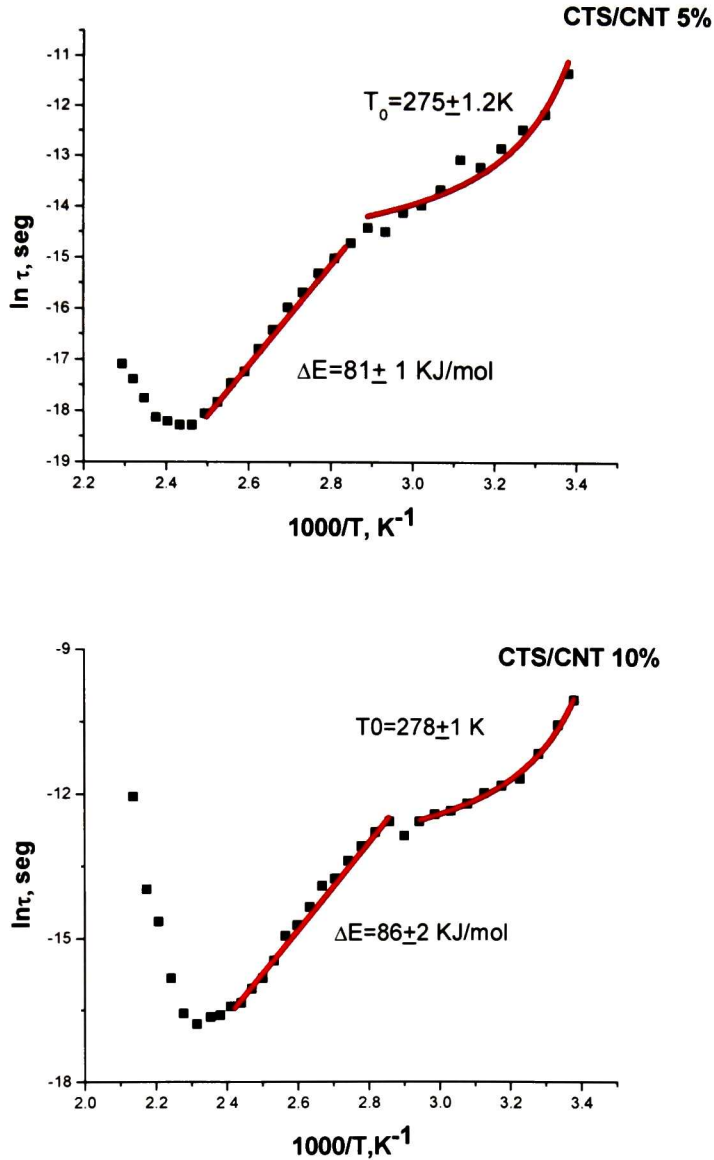 CTS/CNT 5%
-11
-12
-13
-14
-15
-16
-17
-18
-19
ln τ, seg
T0=275±1.2K
ΔE=81± 1 KJ/mol
2.2 2.4 2.6 2.8 3.0 3.2 3.4
1000/T, K-1
CTS/CNT 10%
-9
-12
-15
-18
lnτ, seg
T0=278±1 K
ΔE=86±2 KJ/mol
2.0 2.2 2 4 2.6 2.8 3.0 3.2 3.4
1000/T,K-1